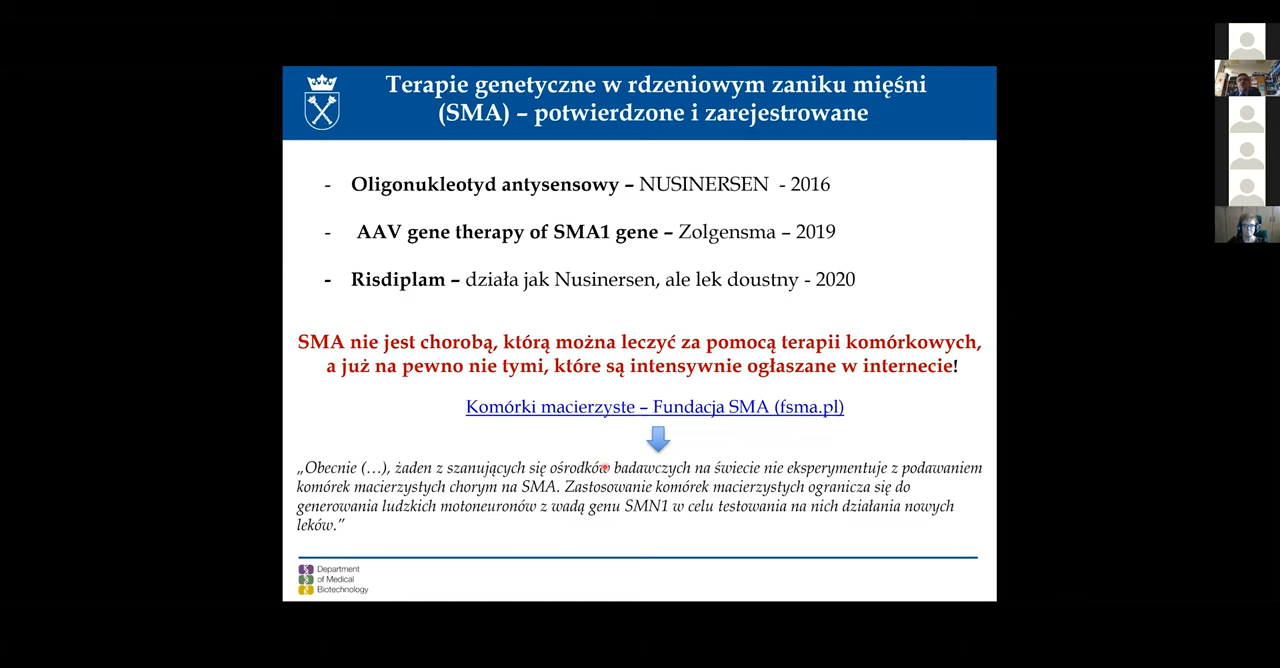 Terapie genetyczne w rdzeniowym zaniku mięśni
(SMA) – potwierdzone i zarejestrowane
- Oligonukleotyd antysensowy – NUSINERSEN - 2016
- AAV gene therapy of SMA1 gene – Zolgensma – 2019
- Risdiplam – działa jak Nusinersen, ale lek doustny - 2020
SMA nie jest chorobą, którą można leczyć za pomocą terapii komórkowych,
a już na pewno nie tymi, które są intensywnie ogłaszane w internecie!
Komórki macierzyste – Fundacja SMA (fsma.pl)
„Obecnie (…), żaden z szanujących się ośrodków badawczych na świecie nie eksperymentuje z podawaniem
komórek macierzystych chorym na SMA. Zastosowanie komórek macierzystych ogranicza się do
generowania ludzkich motoneuronów z wadą genu SMN1 w celu testowania na nich działania nowych
leków.”
Department
of Medical
Biotechnology